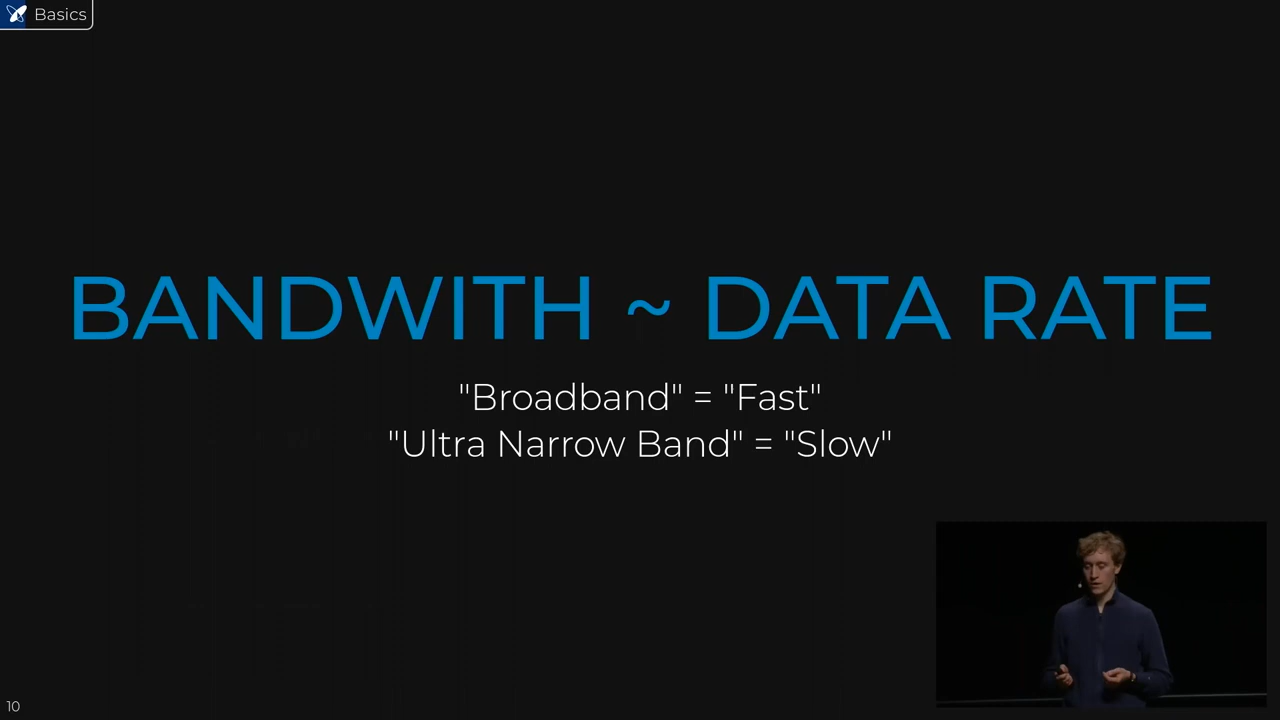 Basics
BANDWITH ~ DATA RATE
"Broadband" = "Fast"
"Ultra Narrow Band" = "Slow"
10